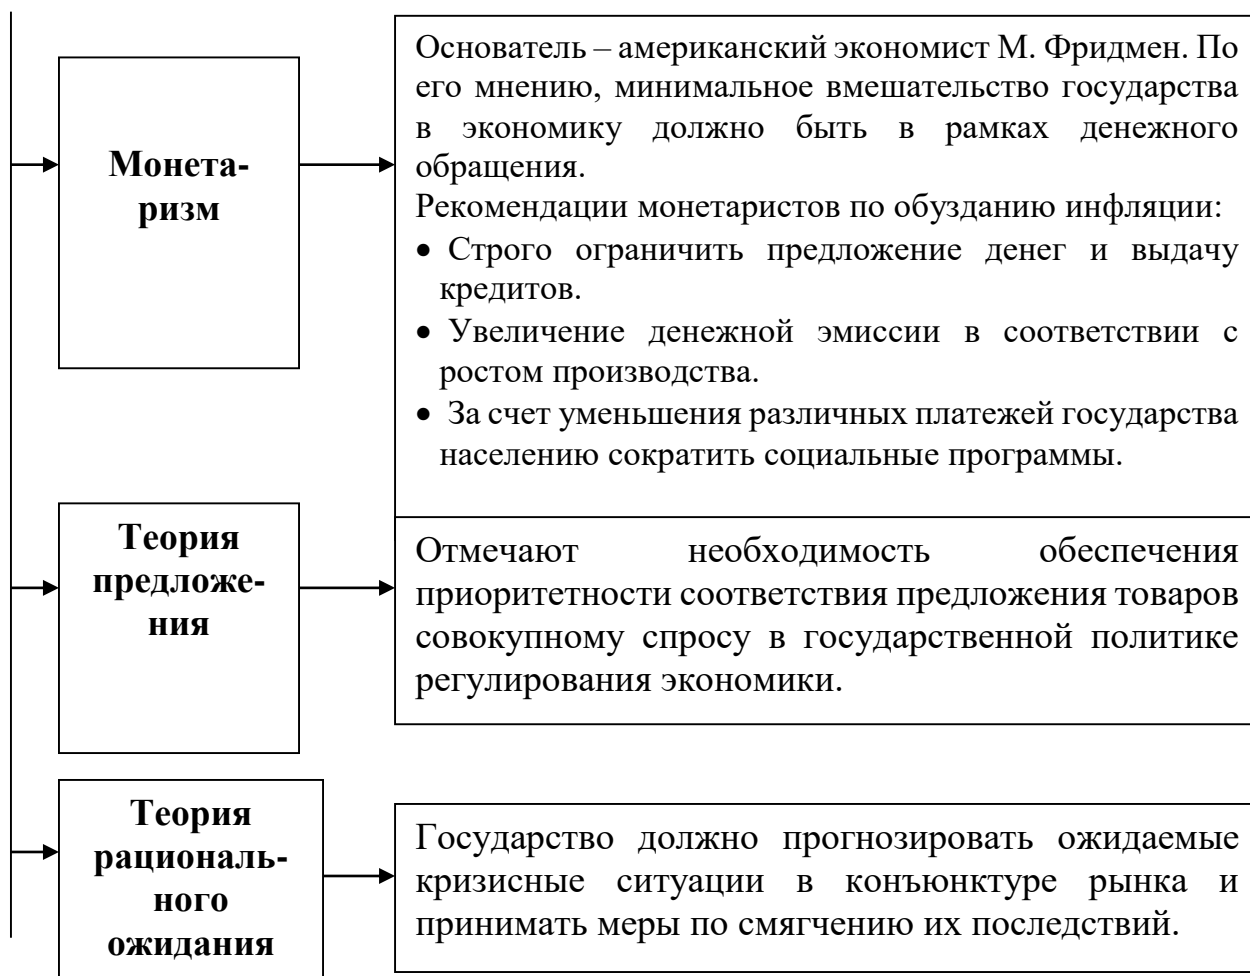 Монета-
ризм
Основатель – американский экономист М. Фридмен. По
его мнению, минимальное вмешательство государства
в экономику должно быть в рамках денежного
обращения.
Рекомендации монетаристов по обузданию инфляции:
• Строго ограничить предложение денег и выдачу
кредитов.
• Увеличение денежной эмиссии в соответствии с
ростом производства.
• За счет уменьшения различных платежей государства
населению сократить социальные программы.
Теория
предложе-
ния
Отмечают необходимость обеспечения
приоритетности соответствия предложения товаров
совокупному спросу в государственной политике
регулирования экономики.
Теория
рациональ-
ного
ожидания
Государство должно прогнозировать ожидаемые
кризисные ситуации в конъюнктуре рынка и
принимать меры по смягчению их последствий.